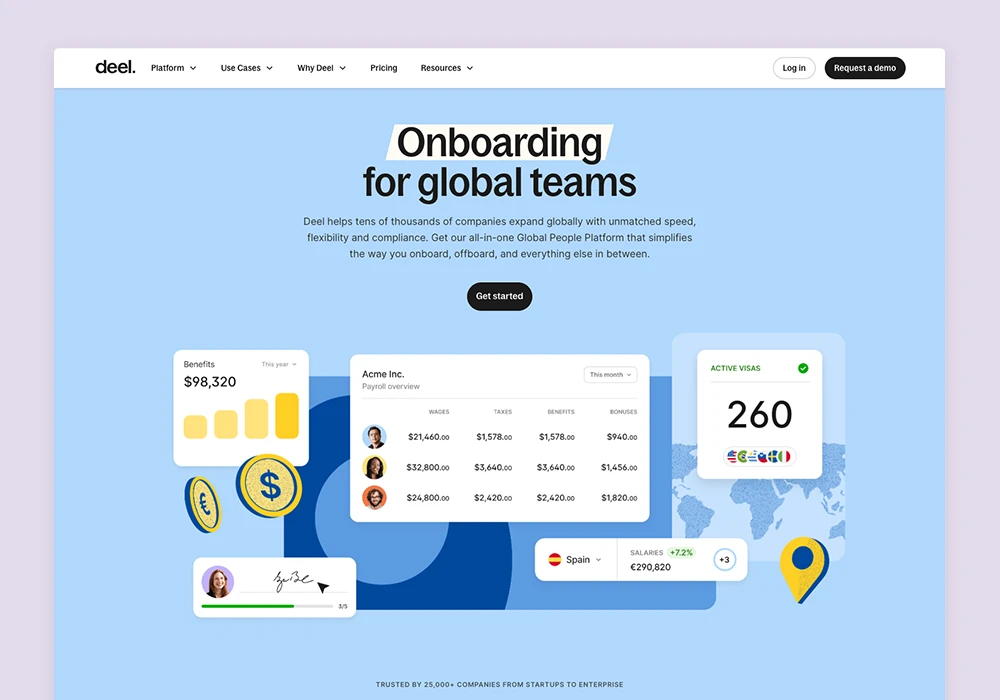 deel.
Platform
Use Cases
Why Deel
Pricing
Resources
Log in
Request a demo
Onboarding
for global teams
Deel helps tens of thousands of companies expand globally with unmatched speed,
flexibility and compliance. Get our all-in-one Global People Platform that simplifies
the way you onboard, offboard, and everything else in between.
Get started
Benefits
This year
$98,320
Acme Inc.
Payroll overview
This month
WAGES TAXES BENEFITS BONUSES
$21,460.00 $1,578.00 $1,578.00 $940.00
$32,800.00 $3,640.00 $3,640.00 $1,456.00
$24,800.00 $2,420.00 $2,420.00 $1,820.00
ACTIVE VISAS
260
€
$
Spain
SALARIES +7.2%
€290,820
+3
3/5
TRUSTED BY 25,000+ COMPANIES FROM STARTUPS TO ENTERPRISE